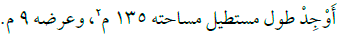 أَوْجِدْ طول مستطيل مساحته ١٣٥ م٢، وعرضه ٩ م.